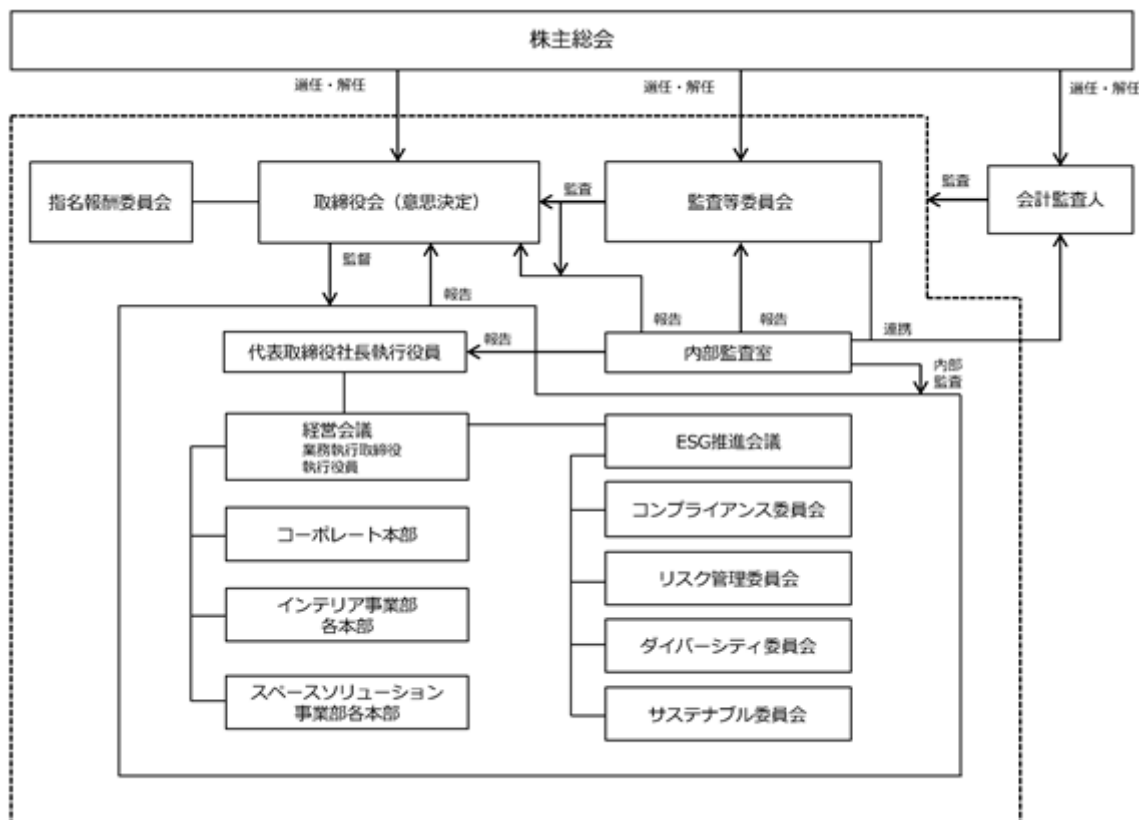 株主総会
選任・解任
選任・解任
選任・解任
指名報酬委員会
取締役会（意思決定）
監査
監査等委員会
監査
会計監査人
監督
報告
報告
報告
連携
代表取締役社長執行役員
報告
内部監査室
内部
監査
経営会議
業務執行取締役
執行役員
ESG推進会議
コーポレート本部
コンプライアンス委員会
インテリア事業部
各本部
リスク管理委員会
ダイバーシティ委員会
スペースソリューション
事業部各本部
サステナブル委員会